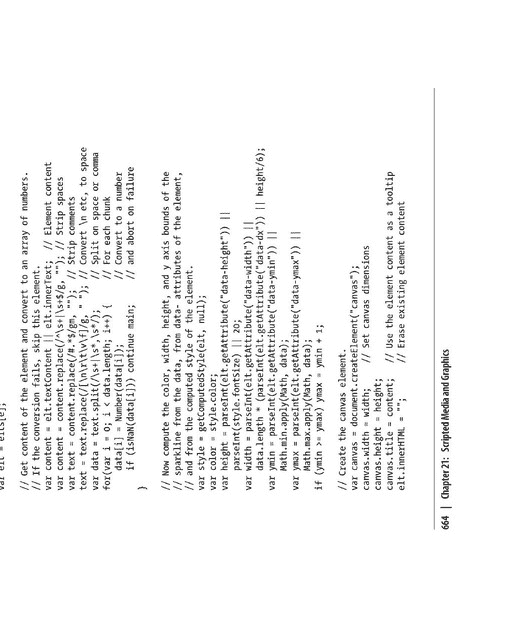 var elt = elts[e];
// Get content of the element and convert to an array of numbers.
// If the conversion fails, skip this element.
var content = elt.textContent || elt.innerText;  // Element content
var content = content.replace(/^\s+|\s+$/g, ""); // Strip spaces
var text = content.replace(/#.*$/gm, "");  // Strip comments
text = text.replace(/[\n\r\t\v\f]/g, " ");  // Convert \n etc, to space
var data = text.split(/\s+|\s*,\s*/);  // Split on space or comma
for(var i = 0; i < data.length; i++) {  // For each chunk
data[i] = Number(data[i]);  // Convert to a number
if (isNaN(data[i])) continue main;  // and abort on failure
}
// Now compute the color, width, height, and y axis bounds of the
// sparkline from the data, from data- attributes of the element,
// and from the computed style of the element.
var style = getComputedStyle(elt, null);
var color = style.color;
var height = parseInt(elt.getAttribute("data-height")) ||
parseInt(style.fontSize) || 20;
var width = parseInt(elt.getAttribute("data-width")) ||
data.length * (parseInt(elt.getAttribute("data-dx")) || height/6);
var ymin = parseInt(elt.getAttribute("data-ymin")) ||
Math.min.apply(Math, data);
var ymax = parseInt(elt.getAttribute("data-ymax")) ||
Math.max.apply(Math, data);
if (ymin >= ymax) ymax = ymin + 1;
// Create the canvas element.
var canvas = document.createElement("canvas");
canvas.width = width;  // Set canvas dimensions
canvas.height = height;
canvas.title = content;  // Use the element content as a tooltip
elt.innerHTML = "";  // Erase existing element content
664 | Chapter 21: Scripted Media and Graphics